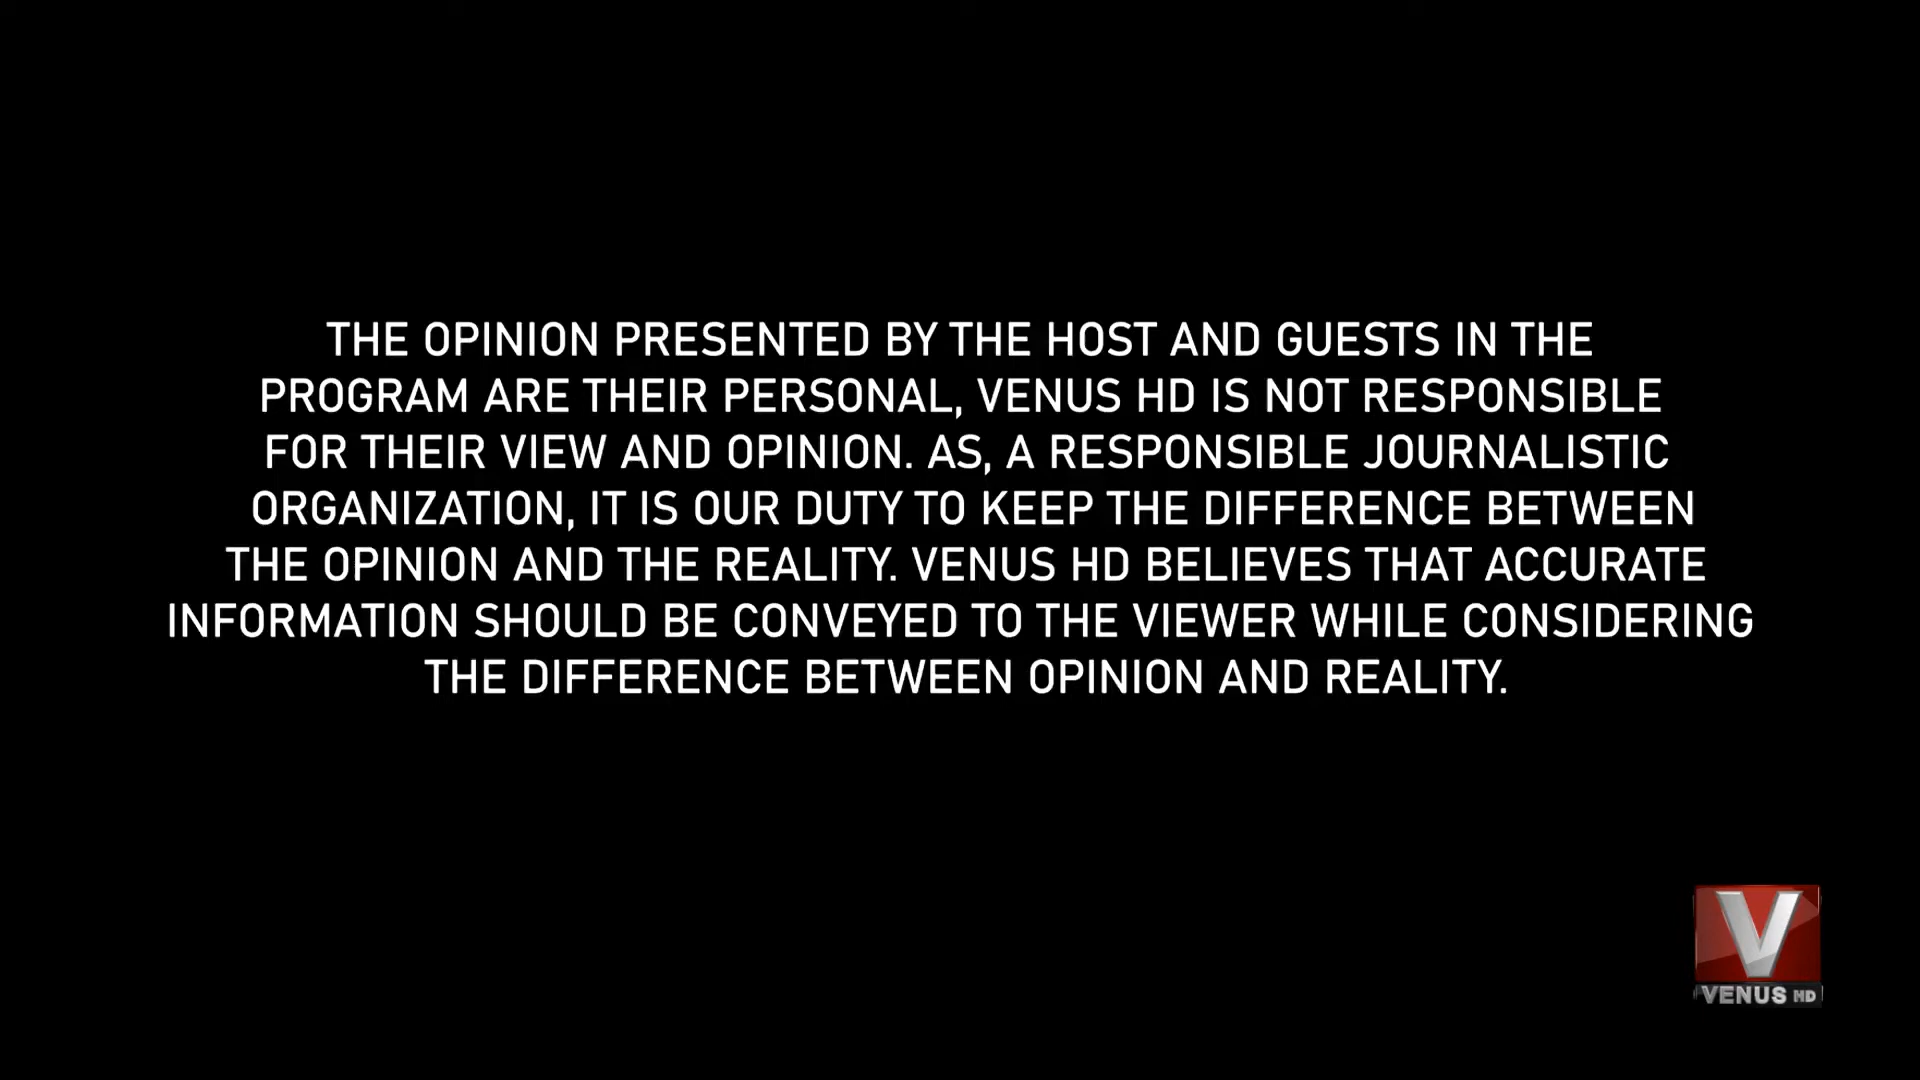 THE OPINION PRESENTED BY THE HOST AND GUESTS IN THE
PROGRAM ARE THEIR PERSONAL, VENUS HD IS NOT RESPONSIBLE
FOR THEIR VIEW AND OPINION. AS, A RESPONSIBLE JOURNALISTIC
ORGANIZATION, IT IS OUR DUTY TO KEEP THE DIFFERENCE BETWEEN
THE OPINION AND THE REALITY. VENUS HD BELIEVES THAT ACCURATE
INFORMATION SHOULD BE CONVEYED TO THE VIEWER WHILE CONSIDERING
THE DIFFERENCE BETWEEN OPINION AND REALITY.
V
VENUS HD